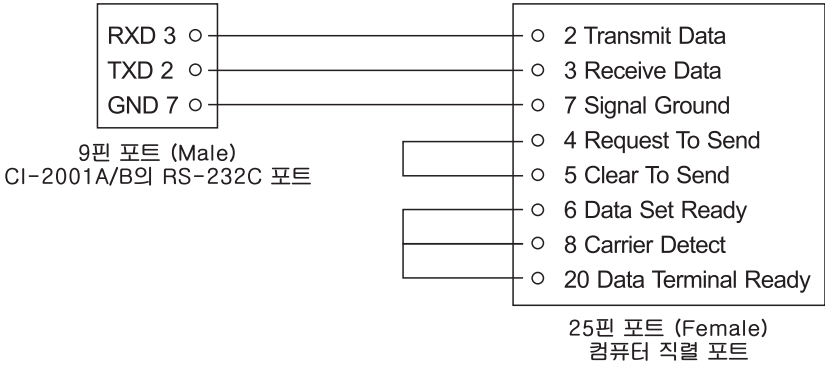 RXD 3
TXD 2
GND 7
9핀 포트 (Male)
CI-2001A/B의 RS-232C 포트
2 Transmit Data
3 Receive Data
7 Signal Ground
4 Request To Send
5 Clear To Send
6 Data Set Ready
8 Carrier Detect
20 Data Terminal Ready
25핀 포트 (Female)
컴퓨터 직렬 포트